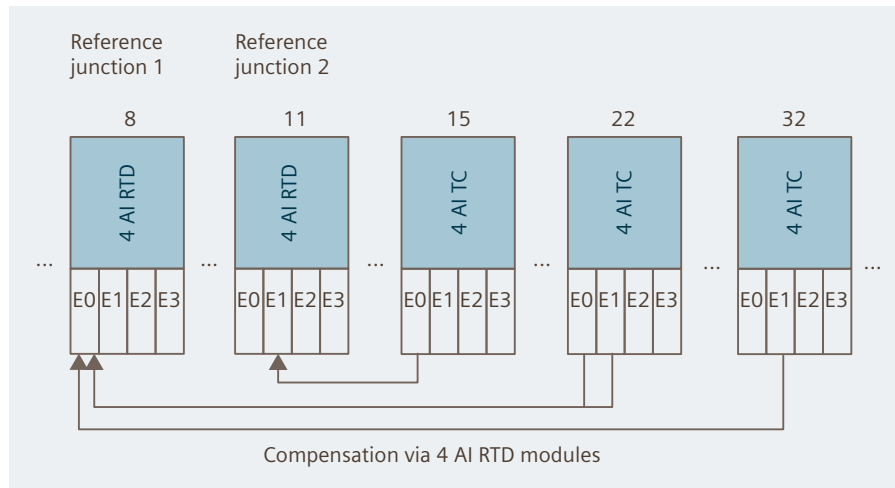 Reference
junction 1
Reference
junction 2
8
11
15
22
32
4 AI RTD
4 AI RTD
4 AI TC
4 AI TC
4 AI TC
... ... ... ... ... ...
E0 E1 E2 E3
E0 E1 E2 E3
E0 E1 E2 E3
E0 E1 E2 E3
E0 E1 E2 E3
Compensation via 4 AI RTD modules